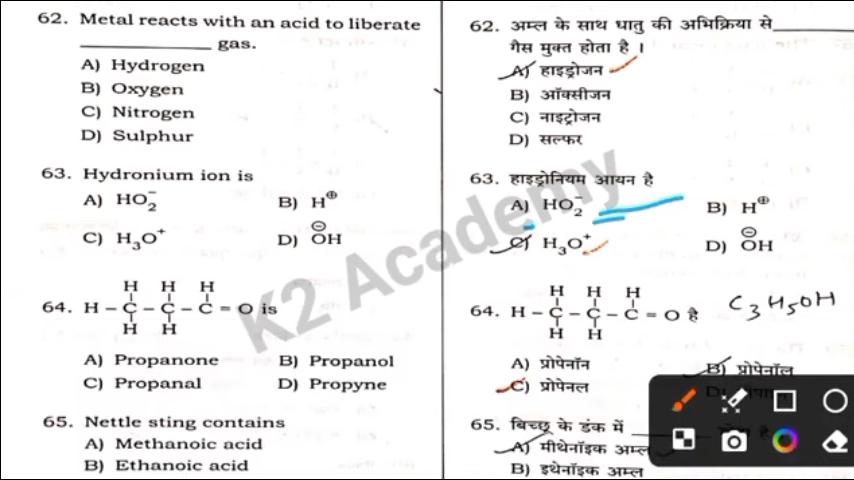 62. Metal reacts with an acid to liberate
____________ gas.
A) Hydrogen
B) Oxygen
C) Nitrogen
D) Sulphur
63. Hydronium ion is
A) HO₂⁻ B) H⊕
C) H₃O⁺ D) ⊖OH
H H H
64. H – C – C – C = O is
H H
A) Propanone B) Propanol
C) Propanal D) Propyne
65. Nettle sting contains
A) Methanoic acid
B) Ethanoic acid
62. अम्ल के साथ धातु की अभिक्रिया से________
गैस मुक्त होता है ।
A) हाइड्रोजन
B) ऑक्सीजन
C) नाइट्रोजन
D) सल्फर
63. हाइड्रोनियम आयन है
A) HO₂⁻ B) H⊕
C) H₃O⁺ D) ⊖OH
H H H
64. H – C – C – C = O है C₃H₅OH
H H
A) प्रोपेनॉन B) प्रोपेनॉल
C) प्रोपेनल D)
65. बिच्छू के डंक में ________ है
A) मीथेनॉइक अम्ल
B) इथेनॉइक अम्ल
K2 Academy